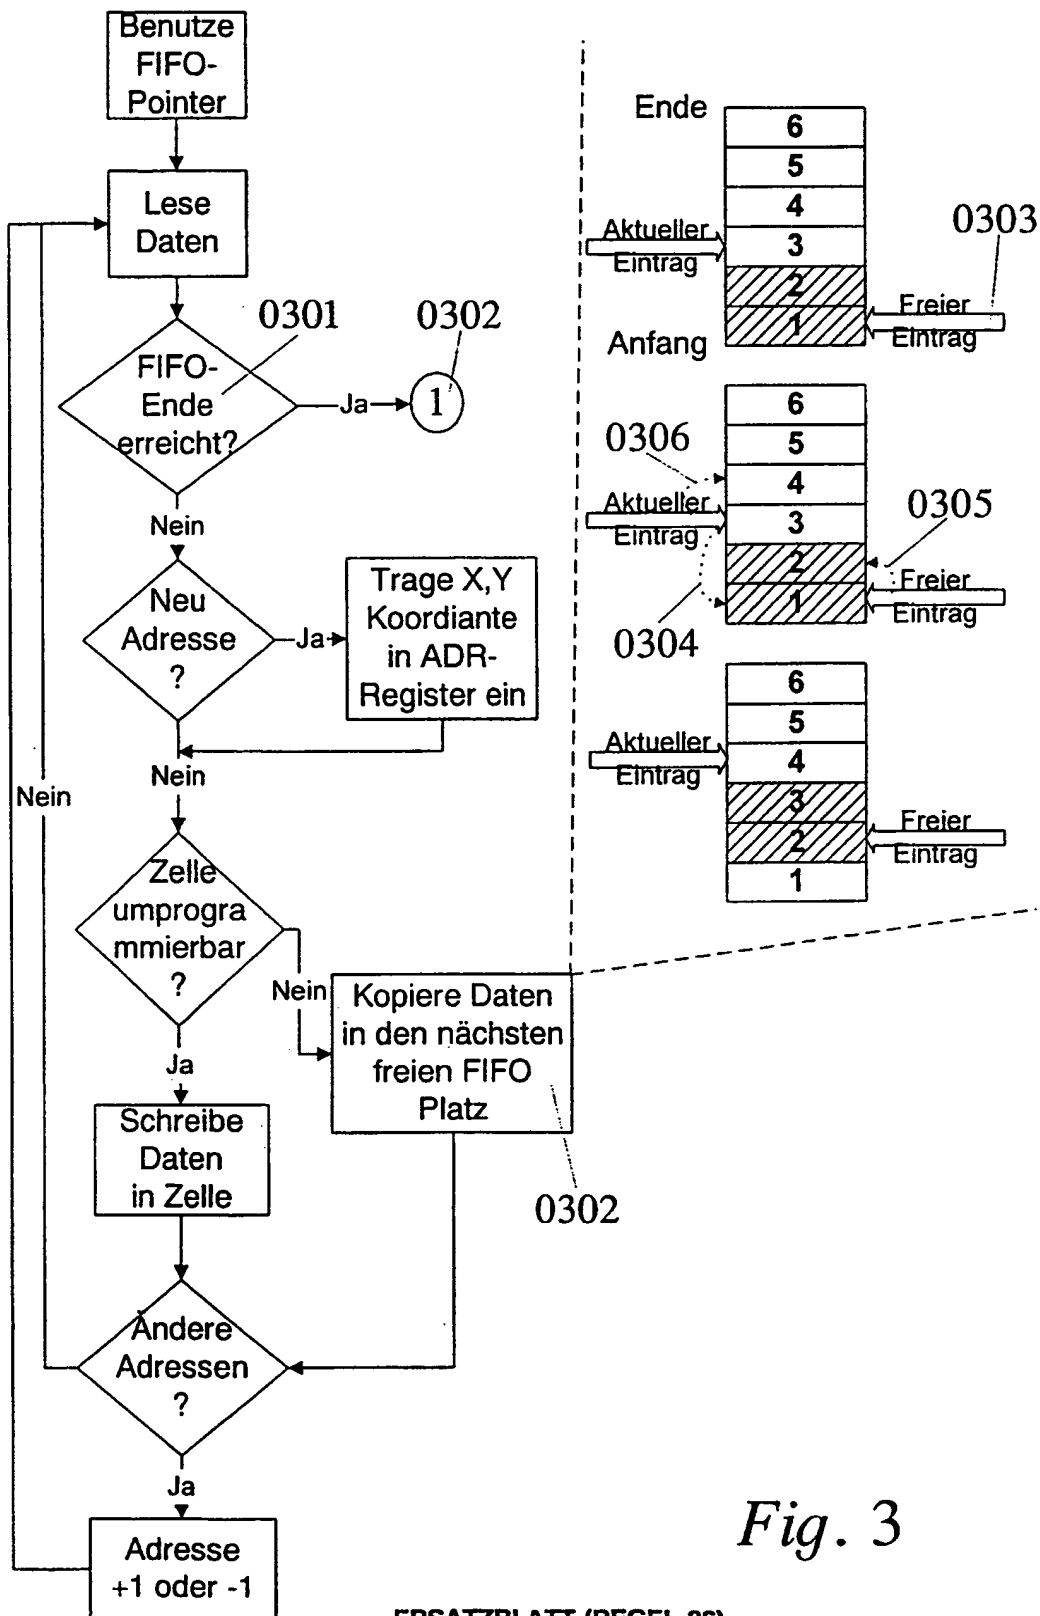 Benutze
FIFO-
Pointer
Lese
Daten
0301
0302
FIFO-
Ende
erreicht?
Ja
1
Nein
Neu
Adresse
?
Ja
Trage X,Y
Koordiante
in ADR-
Register ein
Nein
Nein
Zelle
umprogra
mmierbar
?
Nein
Kopiere Daten
in den nächsten
freien FIFO
Platz
0302
Ja
Schreibe
Daten
in Zelle
Ändere
Adressen
?
Ja
Adresse
+1 oder -1
Ende
6
5
4
3
2
1
Aktueller
Eintrag
0303
Freier
Eintrag
Anfang
6
5
4
3
2
1
0306
Aktueller
Eintrag
0305
Freier
Eintrag
0304
6
5
4
3
2
1
Aktueller
Eintrag
Freier
Eintrag
Fig. 3